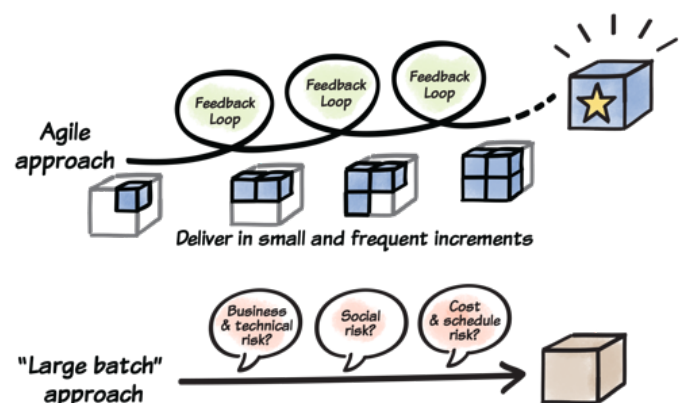 Feedback
Loop
Feedback
Loop
Feedback
Loop
Agile
approach
Deliver in small and frequent increments
Business
& technical
risk?
Social
risk?
Cost
& schedule
risk?
"Large batch"
approach